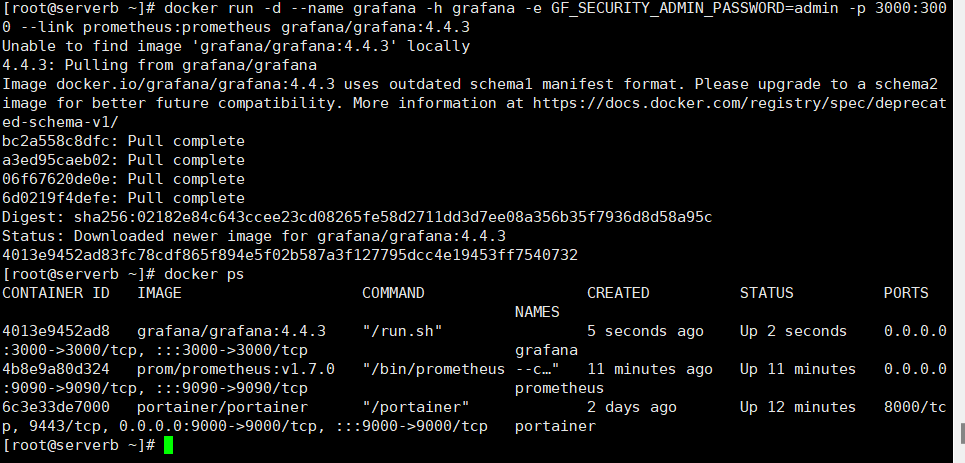 [root@serverb ~]# docker run -d --name grafana -h grafana -e GF_SECURITY_ADMIN_PASSWORD=admin -p 3000:300
0 --link prometheus:prometheus grafana/grafana:4.4.3
Unable to find image 'grafana/grafana:4.4.3' locally
4.4.3: Pulling from grafana/grafana
Image docker.io/grafana/grafana:4.4.3 uses outdated schema1 manifest format. Please upgrade to a schema2
image for better future compatibility. More information at https://docs.docker.com/registry/spec/deprecat
ed-schema-v1/
bc2a558c8dfc: Pull complete
a3ed95caeb02: Pull complete
06f67620de0e: Pull complete
6d0219f4defe: Pull complete
Digest: sha256:02182e84c643ccee23cd08265fe58d2711dd3d7ee08a356b35f7936d8d58a95c
Status: Downloaded newer image for grafana/grafana:4.4.3
4013e9452ad83fc78cdf865f894e5f02b587a3f127795dcc4e19453ff7540732
[root@serverb ~]# docker ps
CONTAINER ID   IMAGE                    COMMAND                  CREATED          STATUS          PORTS
                                                         NAMES
4013e9452ad8   grafana/grafana:4.4.3    "/run.sh"                5 seconds ago    Up 2 seconds    0.0.0.0
:3000->3000/tcp, :::3000->3000/tcp                       grafana
4b8e9a80d324   prom/prometheus:v1.7.0   "/bin/prometheus --c…"   11 minutes ago   Up 11 minutes   0.0.0.0
:9090->9090/tcp, :::9090->9090/tcp                       prometheus
6c3e33de7000   portainer/portainer      "/portainer"             2 days ago       Up 12 minutes   8000/tc
p, 9443/tcp, 0.0.0.0:9000->9000/tcp, :::9000->9000/tcp   portainer
[root@serverb ~]#